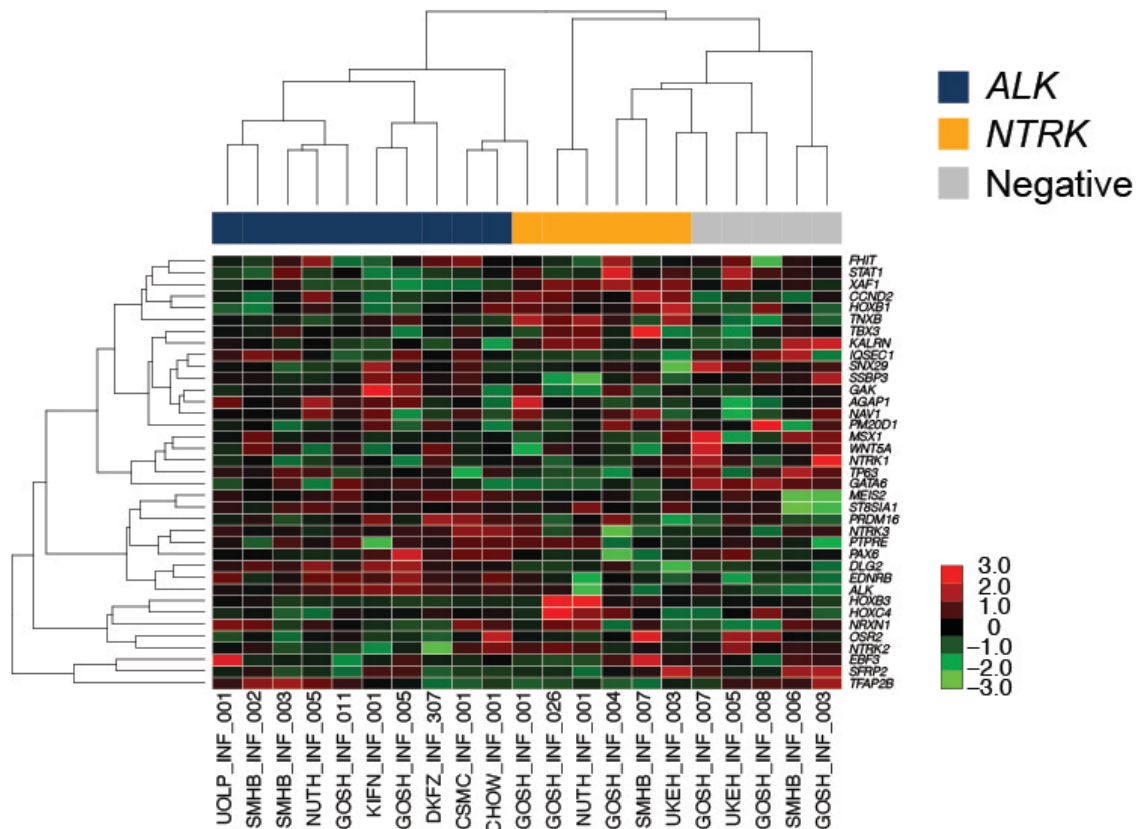 ALK
NTRK
Negative
FHIT
STAT1
XAF1
CCND2
HOXB1
TNXB
TBX3
KALRN
IQSEC1
SNX29
SSBP3
GAK
AGAP1
NAV1
PM20D1
MSX1
WNT5A
NTRK1
TP63
GATA6
MEIS2
ST8SIA1
PRDM16
NTRK3
PTPRE
PAX6
DLG2
EDNRB
ALK
HOXB3
HOXC4
NRXN1
OSR2
NTRK2
EBF3
SFRP2
TFAP2B
3.0
2.0
1.0
0
–1.0
–2.0
–3.0
UOLP_INF_001
SMHB_INF_002
SMHB_INF_003
NUTH_INF_005
GOSH_INF_011
KIFN_INF_001
GOSH_INF_005
DKFZ_INF_307
CSMC_INF_001
CHOW_INF_001
GOSH_INF_001
GOSH_INF_026
NUTH_INF_001
GOSH_INF_004
SMHB_INF_007
UKEH_INF_003
GOSH_INF_007
UKEH_INF_005
GOSH_INF_008
SMHB_INF_006
GOSH_INF_003